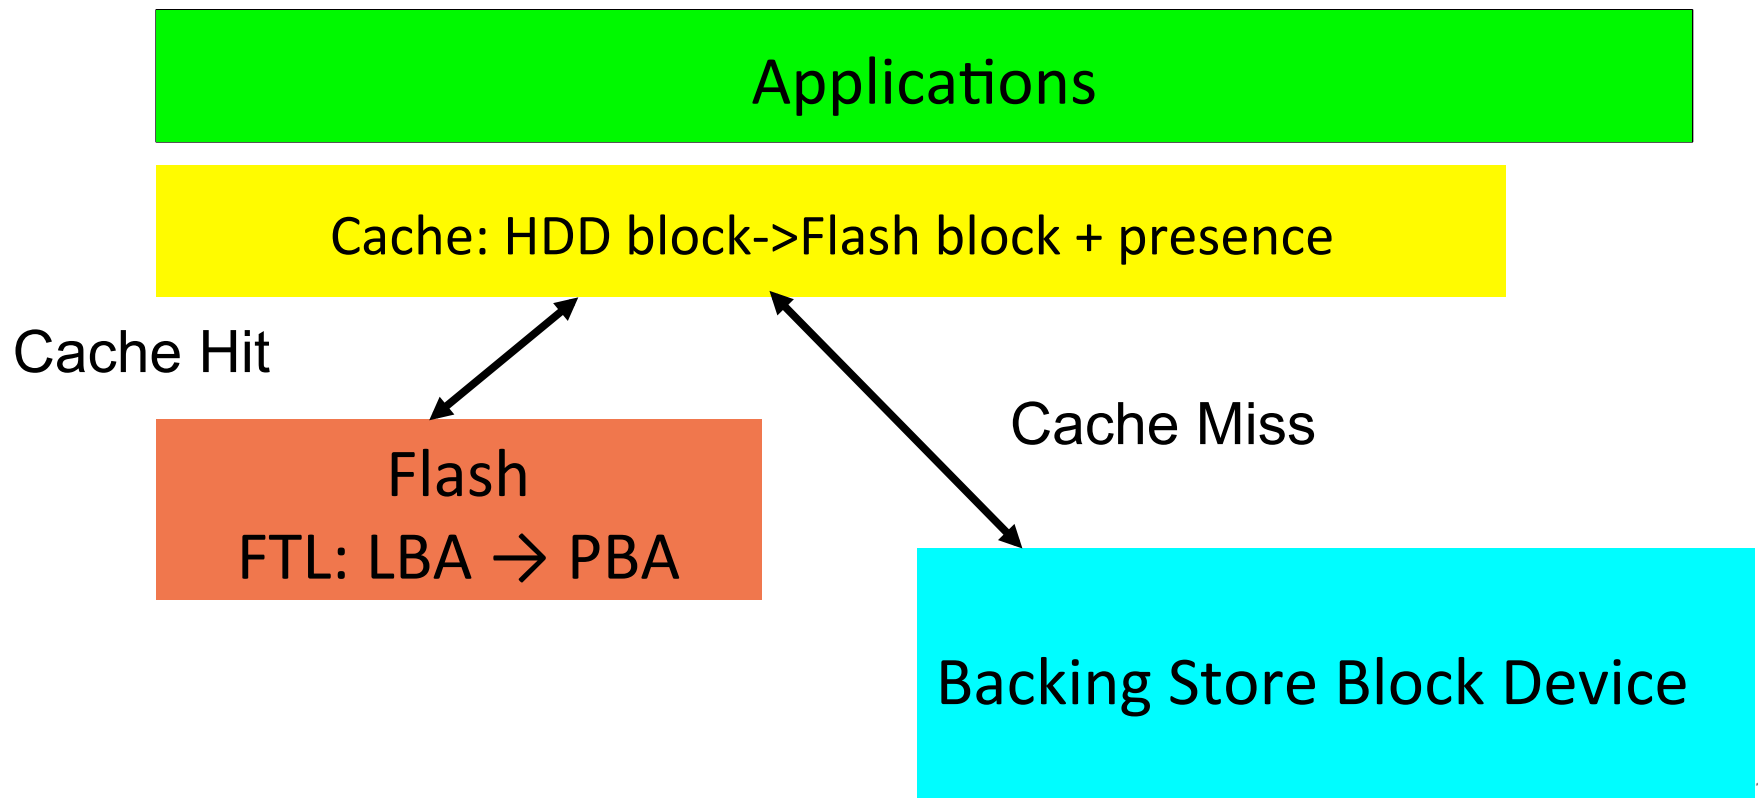 Applications
Cache: HDD block->Flash block + presence
Cache Hit
Cache Miss
Flash
FTL: LBA → PBA
Backing Store Block Device